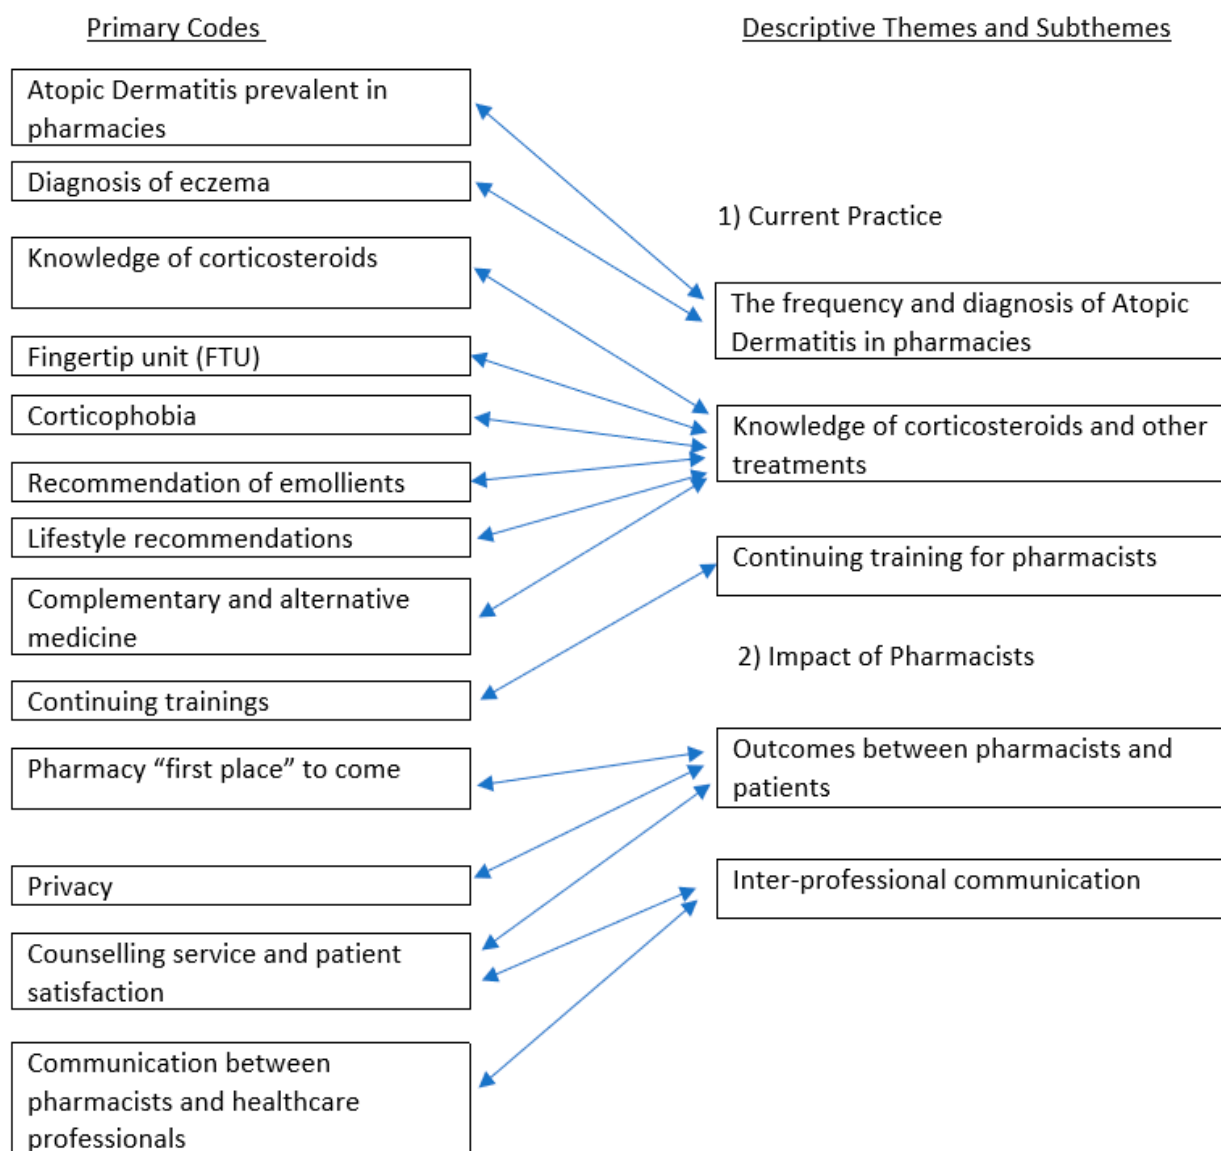 Primary Codes
Atopic Dermatitis prevalent in
pharmacies
Diagnosis of eczema
Knowledge of corticosteroids
Fingertip unit (FTU)
Corticophobia
Recommendation of emollients
Lifestyle recommendations
Complementary and alternative
medicine
Continuing trainings
Pharmacy “first place” to come
Privacy
Counselling service and patient
satisfaction
Communication between
pharmacists and healthcare
professionals
Descriptive Themes and Subthemes
1) Current Practice
The frequency and diagnosis of Atopic
Dermatitis in pharmacies
Knowledge of corticosteroids and other
treatments
Continuing training for pharmacists
2) Impact of Pharmacists
Outcomes between pharmacists and
patients
Inter-professional communication